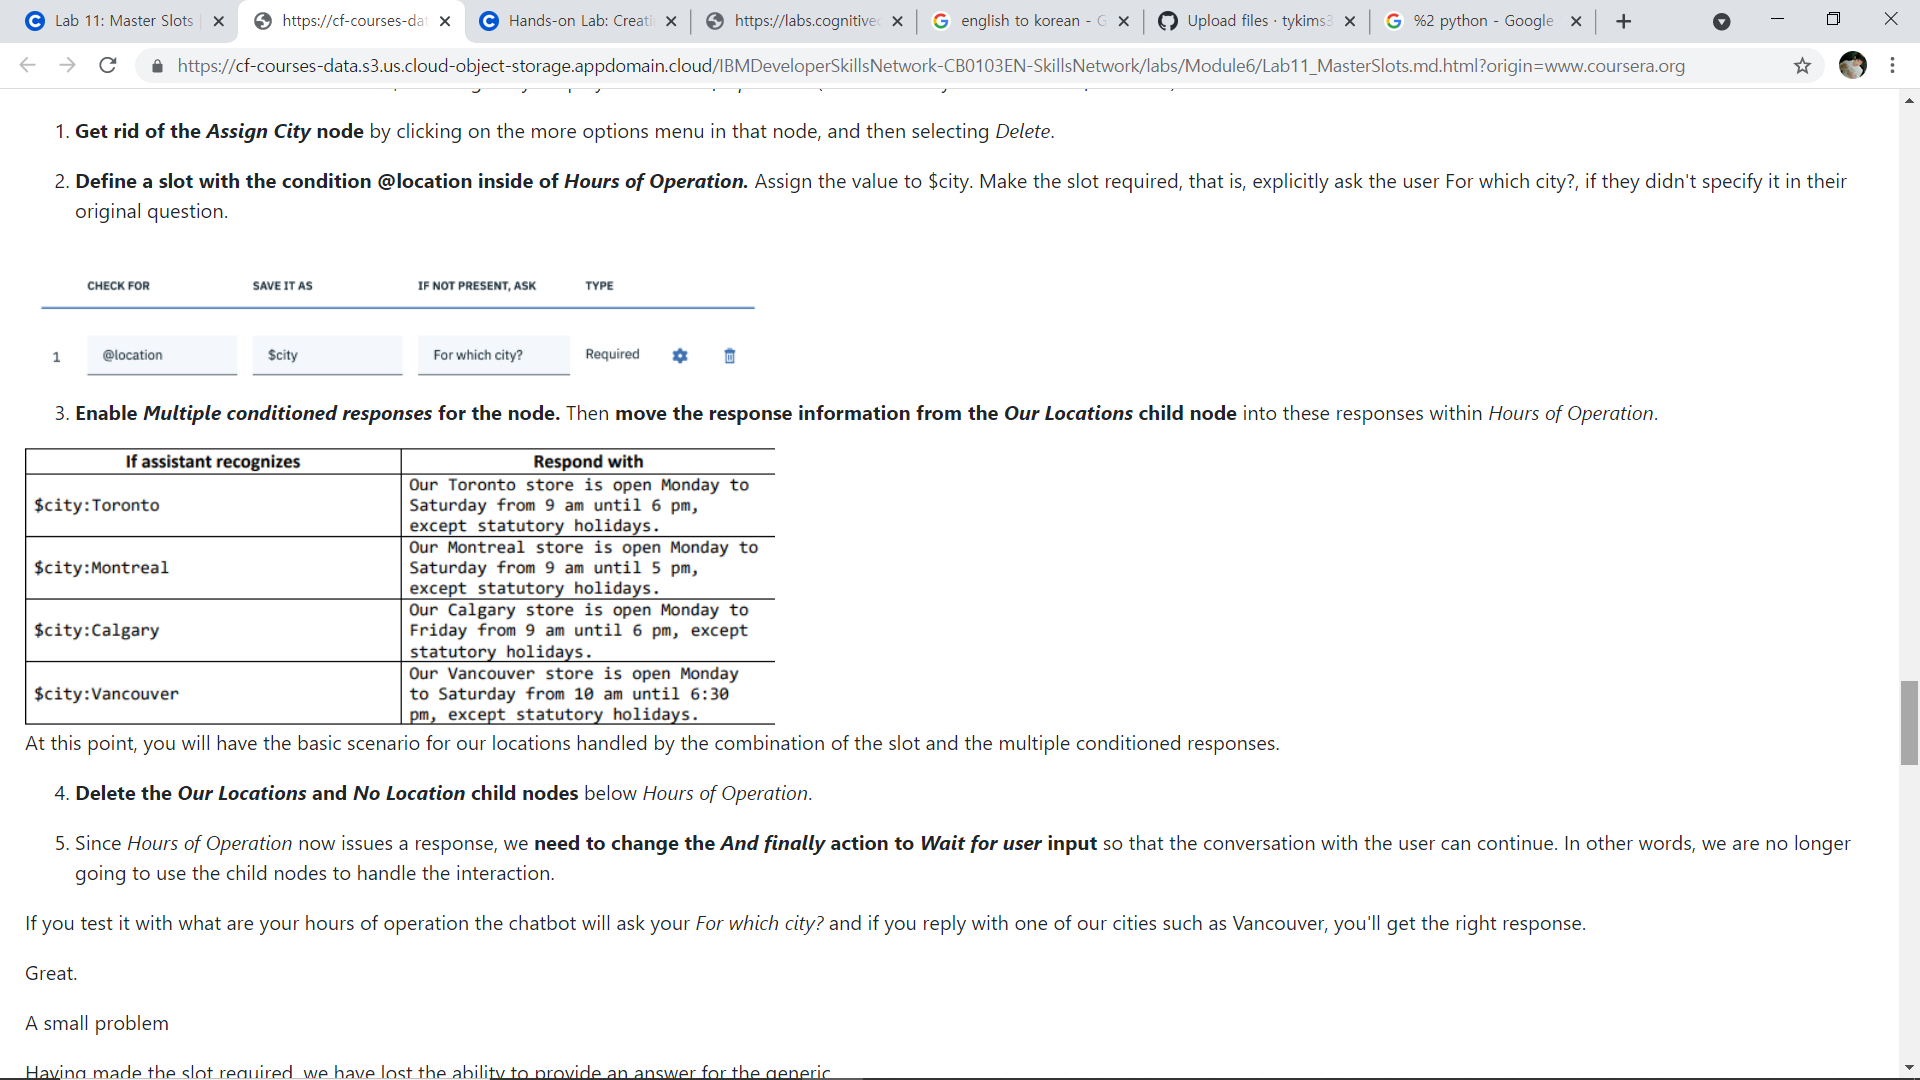 Lab 11: Master Slots
https://cf-courses-dat
Hands-on Lab: Creati
https://labs.cognitivec
english to korean - G
Upload files · tykims3
%2 python - Google
https://cf-courses-data.s3.us.cloud-object-storage.appdomain.cloud/IBMDeveloperSkillsNetwork-CB0103EN-SkillsNetwork/labs/Module6/Lab11_MasterSlots.md.html?origin=www.coursera.org
1. Get rid of the Assign City node by clicking on the more options menu in that node, and then selecting Delete.
2. Define a slot with the condition @location inside of Hours of Operation. Assign the value to $city. Make the slot required, that is, explicitly ask the user For which city?, if they didn't specify it in their
original question.
CHECK FOR SAVE IT AS IF NOT PRESENT, ASK TYPE
1 @location $city For which city? Required
3. Enable Multiple conditioned responses for the node. Then move the response information from the Our Locations child node into these responses within Hours of Operation.
If assistant recognizes Respond with
$city:Toronto
Our Toronto store is open Monday to
Saturday from 9 am until 6 pm,
except statutory holidays.
$city:Montreal
Our Montreal store is open Monday to
Saturday from 9 am until 5 pm,
except statutory holidays.
$city:Calgary
Our Calgary store is open Monday to
Friday from 9 am until 6 pm, except
statutory holidays.
$city:Vancouver
Our Vancouver store is open Monday
to Saturday from 10 am until 6:30
pm, except statutory holidays.
At this point, you will have the basic scenario for our locations handled by the combination of the slot and the multiple conditioned responses.
4. Delete the Our Locations and No Location child nodes below Hours of Operation.
5. Since Hours of Operation now issues a response, we need to change the And finally action to Wait for user input so that the conversation with the user can continue. In other words, we are no longer
going to use the child nodes to handle the interaction.
If you test it with what are your hours of operation the chatbot will ask your For which city? and if you reply with one of our cities such as Vancouver, you'll get the right response.
Great.
A small problem
Having made the slot required, we have lost the ability to provide an answer for the generic